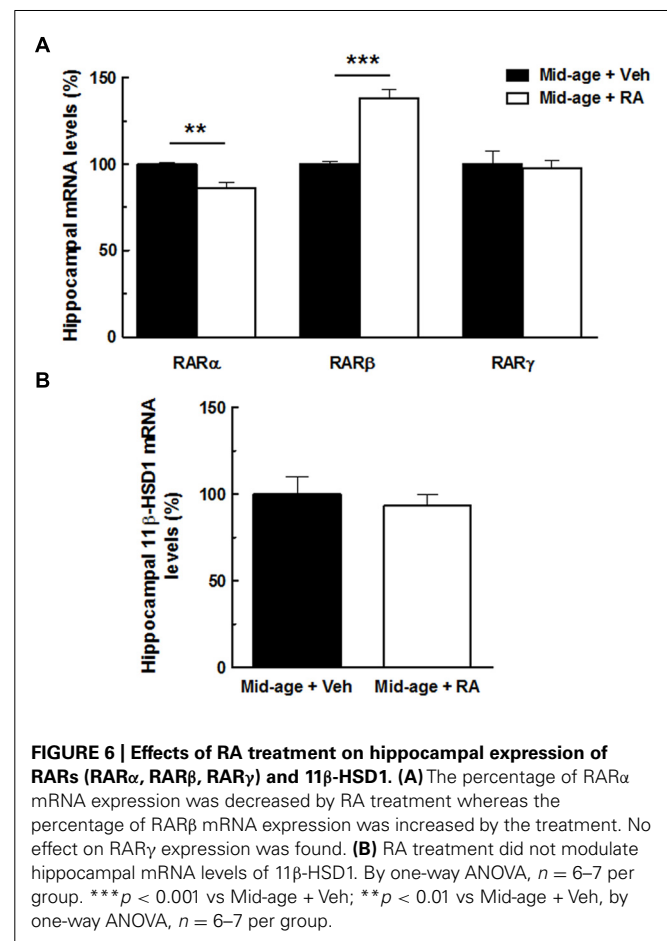 A
Hippocampal mRNA levels (%)
150
100
50
0
**
***
Mid-age + Veh
Mid-age + RA
RARα
RARβ
RARγ
B
Hippocampal 11β-HSD1 mRNA
levels (%)
150
100
50
0
Mid-age + Veh
Mid-age + RA
FIGURE 6 | Effects of RA treatment on hippocampal expression of
RARs (RARα, RARβ, RARγ) and 11β-HSD1. (A) The percentage of RARα
mRNA expression was decreased by RA treatment whereas the
percentage of RARβ mRNA expression was increased by the treatment. No
effect on RARγ expression was found. (B) RA treatment did not modulate
hippocampal mRNA levels of 11β-HSD1. By one-way ANOVA, n = 6–7 per
group. ***p < 0.001 vs Mid-age + Veh; **p < 0.01 vs Mid-age + Veh, by
one-way ANOVA, n = 6–7 per group.